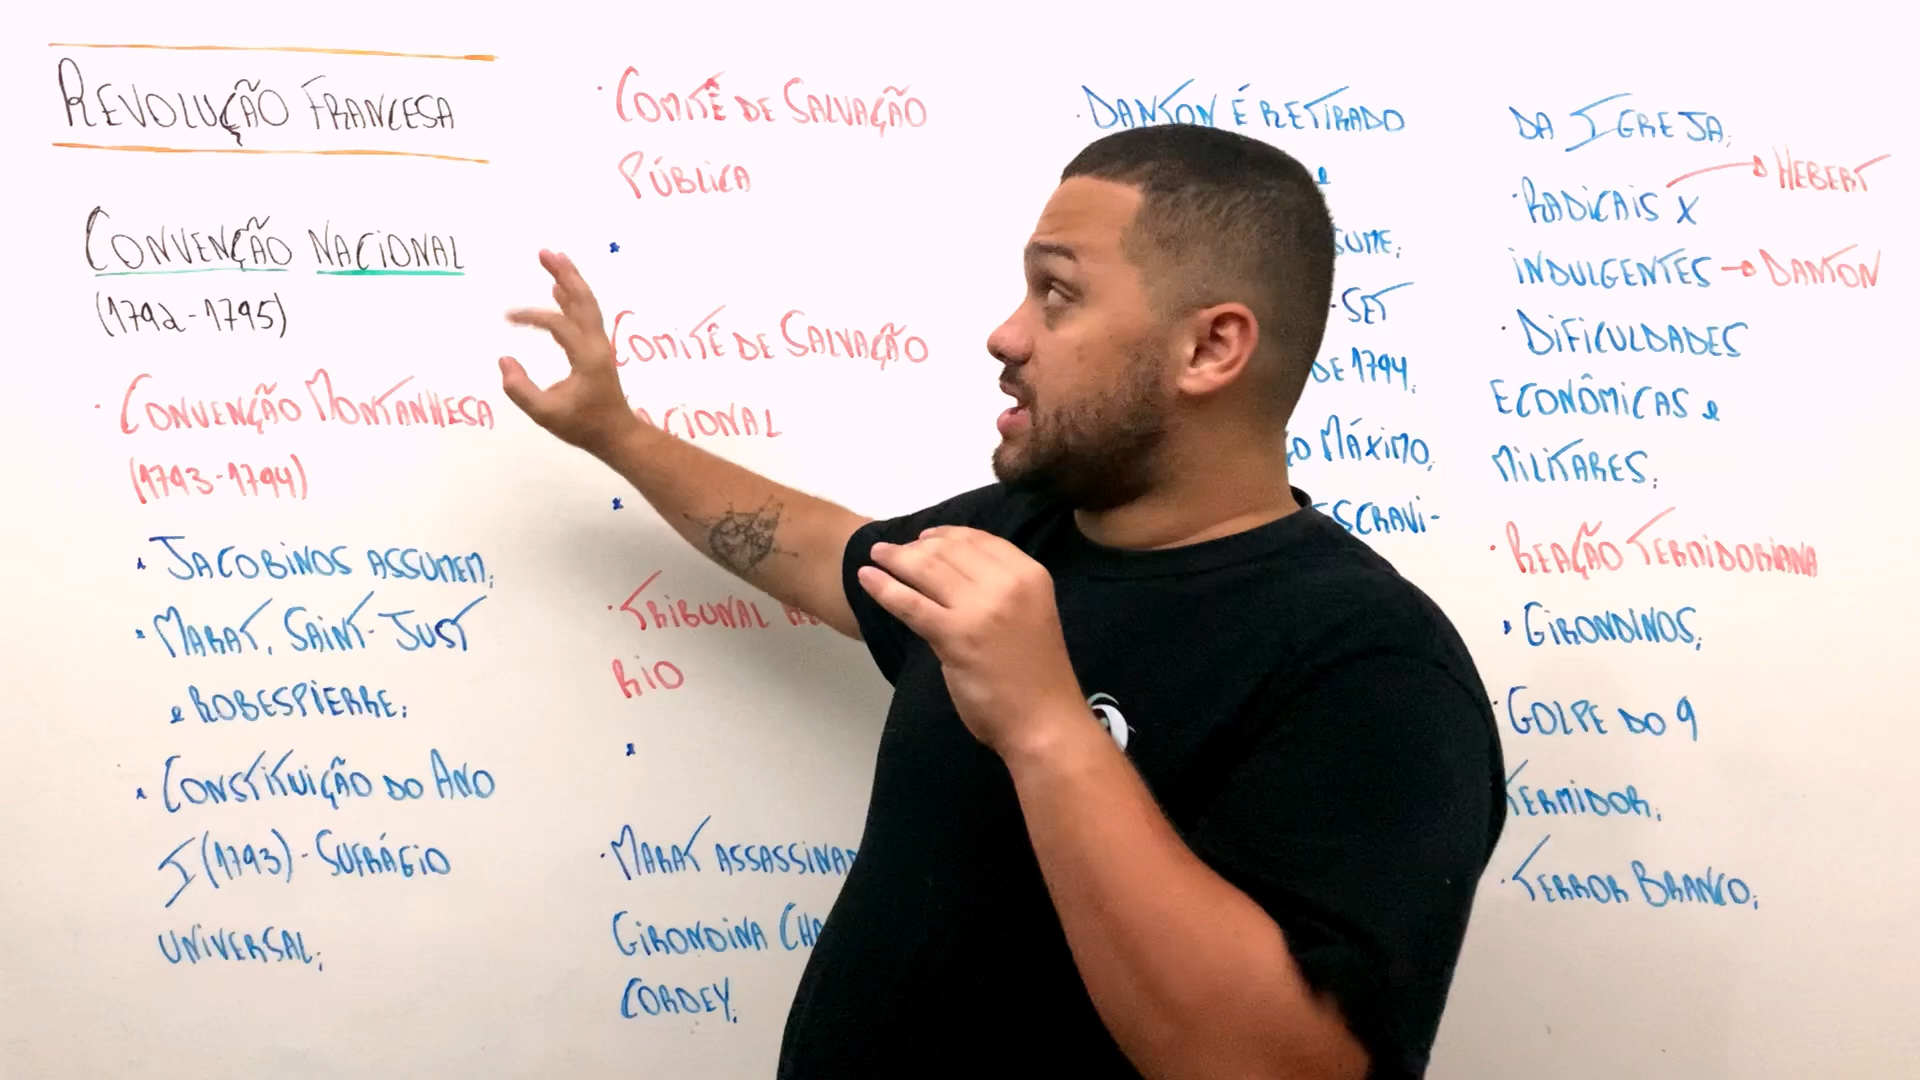 REVOLUÇÃO FRANCESA
CONVENÇÃO NACIONAL
(1792-1795)
· CONVENÇÃO MONTANHESA
(1793-1794)
· JACOBINOS ASSUMEM;
· MARAT, SAINT-JUST
e ROBESPIERRE;
· CONSTITUIÇÃO DO ANO
I (1793) - SUFRÁGIO
UNIVERSAL;
· COMITÊ DE SALVAÇÃO
PÚBLICA
COMITÊ DE SALVAÇÃO
CIONAL
· TRIBUNAL
RIO
· MARAT ASSASSINA
GIRONDINA CHA
CORDEY;
· DANTON É RETIRADO
e
SUME;
· SET
DE 1794;
ÇO MÁXIMO;
ESCRAVI-
DA IGREJA;
· RADICAIS X → HEBERT
INDULGENTES → DANTON
· DIFICULDADES
ECONÔMICAS e
MILITARES;
· REAÇÃO TERMIDORIANA
· GIRONDINOS;
· GOLPE DO 9
TERMIDOR;
· TERROR BRANCO;